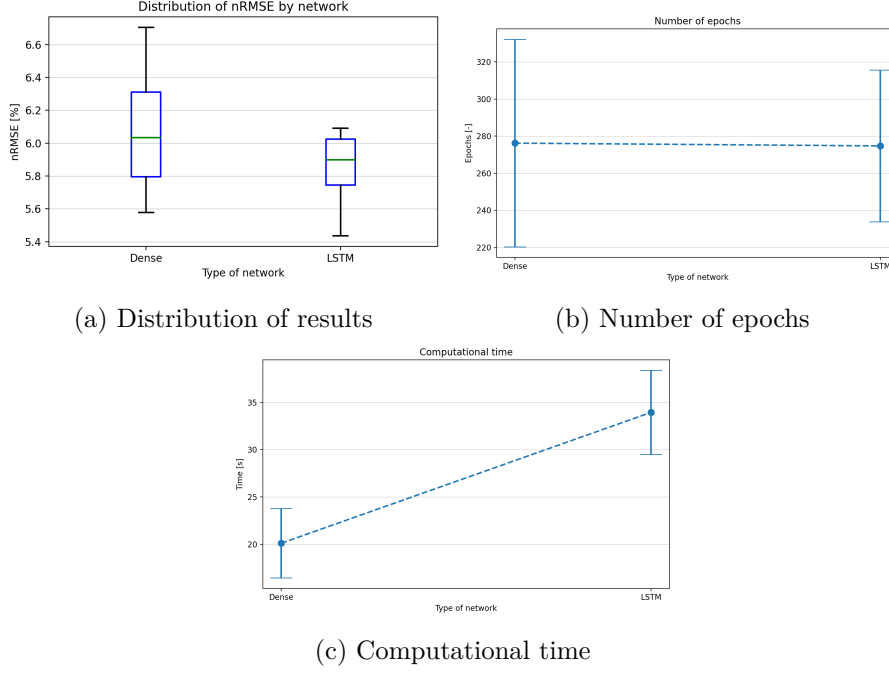 Distribution of nRMSE by network
nRMSE [%]
6.6
6.4
6.2
6.0
5.8
5.6
5.4
Dense
LSTM
Type of network
(a) Distribution of results
Number of epochs
Epochs [-]
320
300
280
260
240
220
Dense
LSTM
Type of network
(b) Number of epochs
Computational time
Time [s]
35
30
25
20
Dense
LSTM
Type of network
(c) Computational time